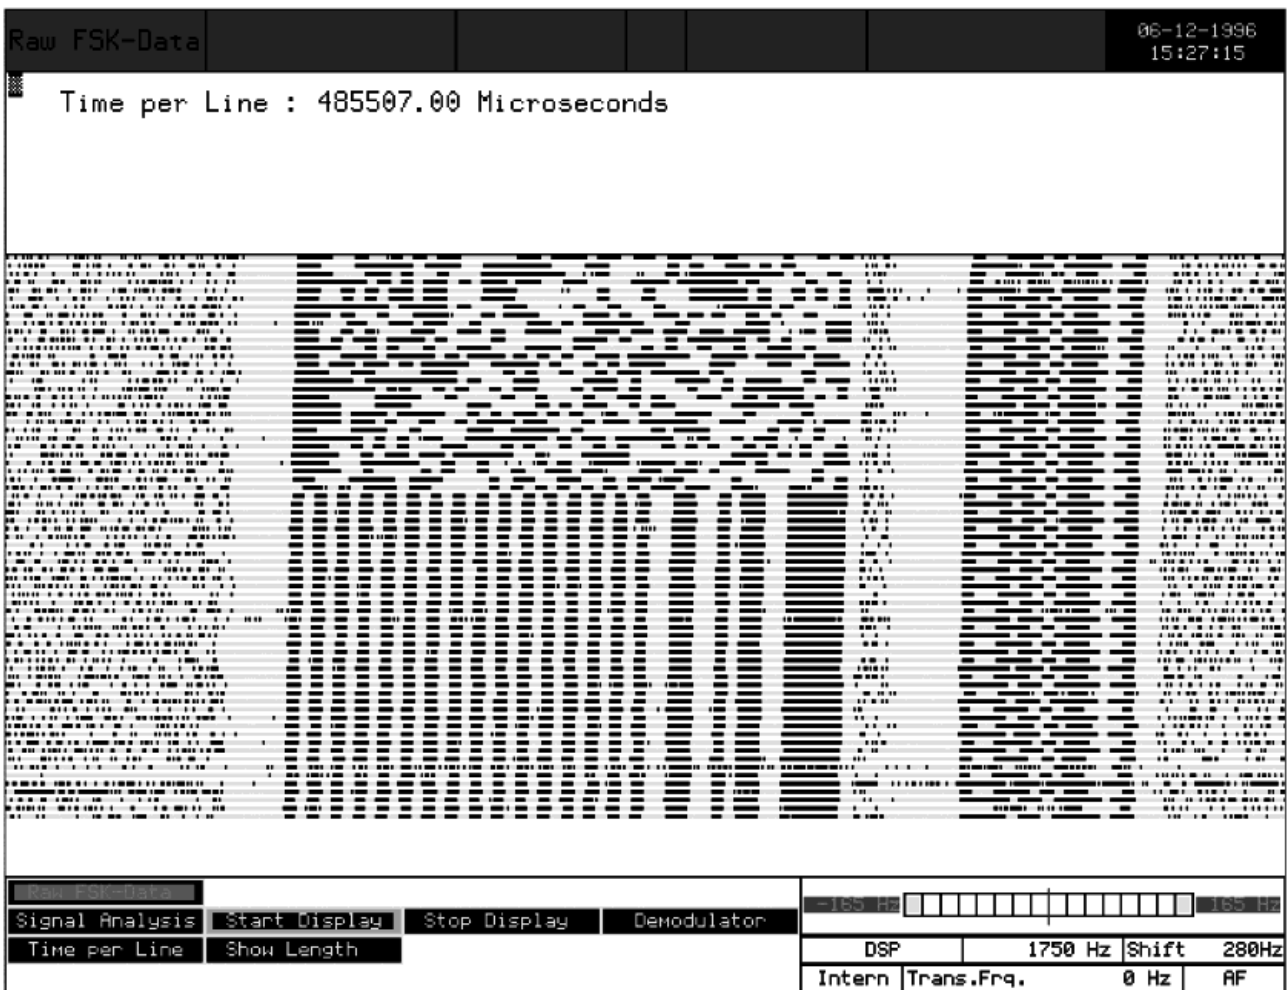 Raw FSK-Data
06-12-1996
15:27:15
Time per Line : 485507.00 Microseconds
Raw FSK-Data
Signal Analysis Start Display Stop Display Demodulator
Time per Line Show Length
-165 Hz 165 Hz
DSP 1750 Hz Shift 280Hz
Intern Trans.Frq. 0 Hz AF